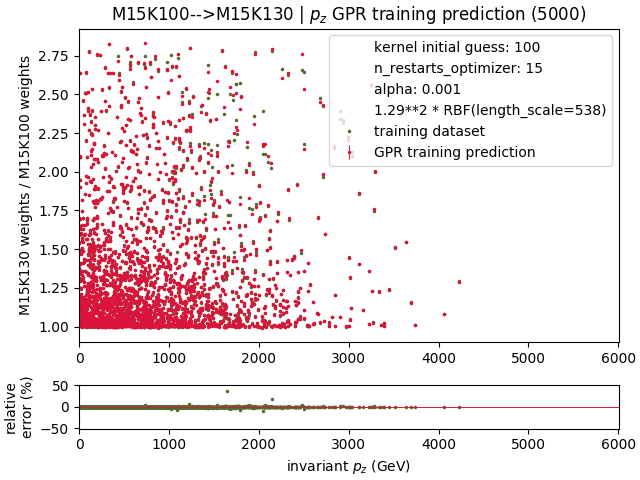 M15K100-->M15K130 | p_z GPR training prediction (5000)
kernel initial guess: 100
n_restarts_optimizer: 15
alpha: 0.001
1.29**2 * RBF(length_scale=538)
training dataset
GPR training prediction
M15K130 weights / M15K100 weights
2.75
2.50
2.25
2.00
1.75
1.50
1.25
1.00
0 1000 2000 3000 4000 5000 6000
relative
error (%)
50
0
−50
0 1000 2000 3000 4000 5000 6000
invariant p_z (GeV)